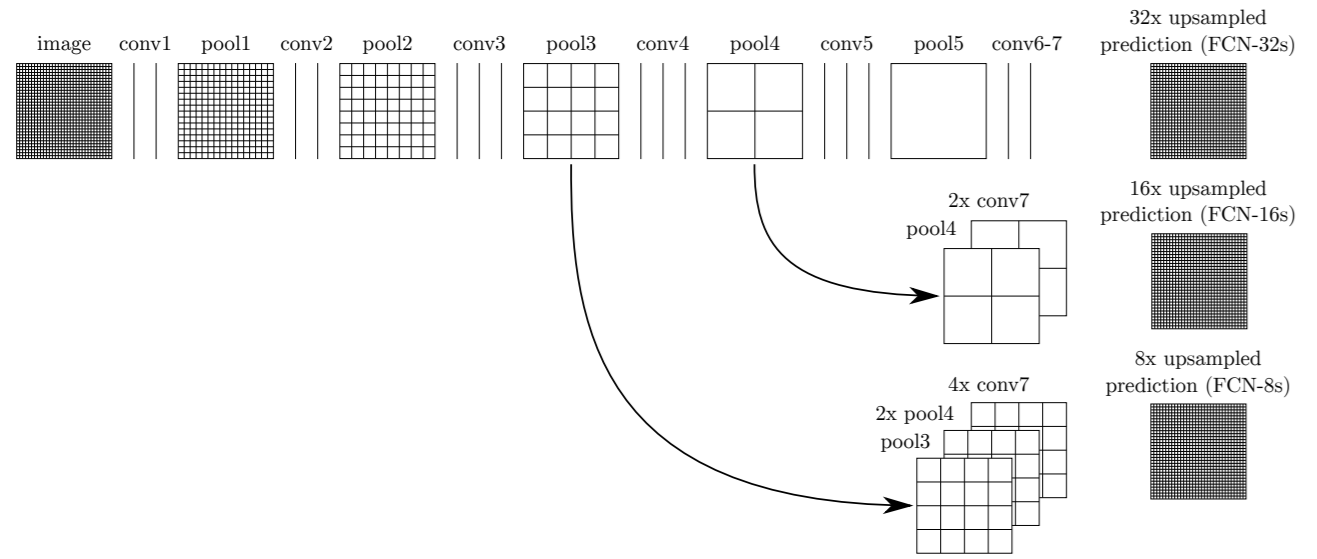 image conv1 pool1 conv2 pool2 conv3 pool3 conv4 pool4 conv5 pool5 conv6-7
32x upsampled
prediction (FCN-32s)
16x upsampled
prediction (FCN-16s)
2x conv7
pool4
8x upsampled
prediction (FCN-8s)
4x conv7
2x pool4
pool3